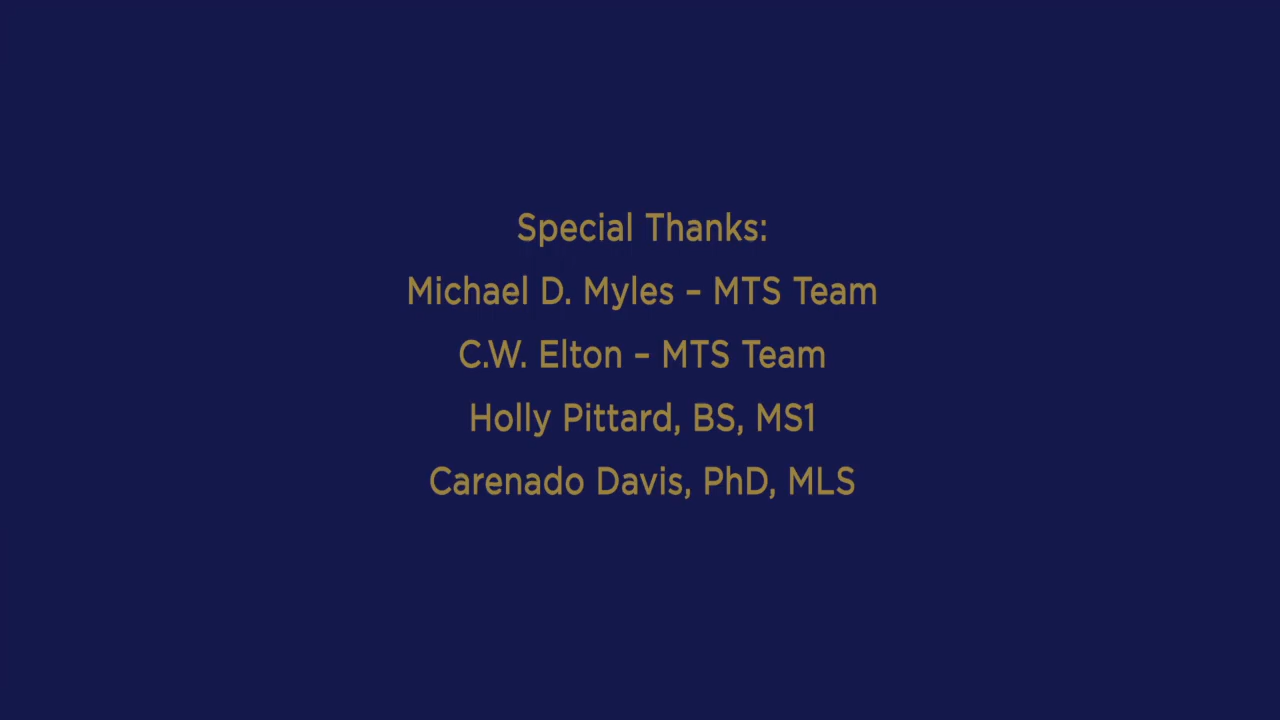 Special Thanks:
Michael D. Myles – MTS Team
C.W. Elton – MTS Team
Holly Pittard, BS, MS1
Carenado Davis, PhD, MLS